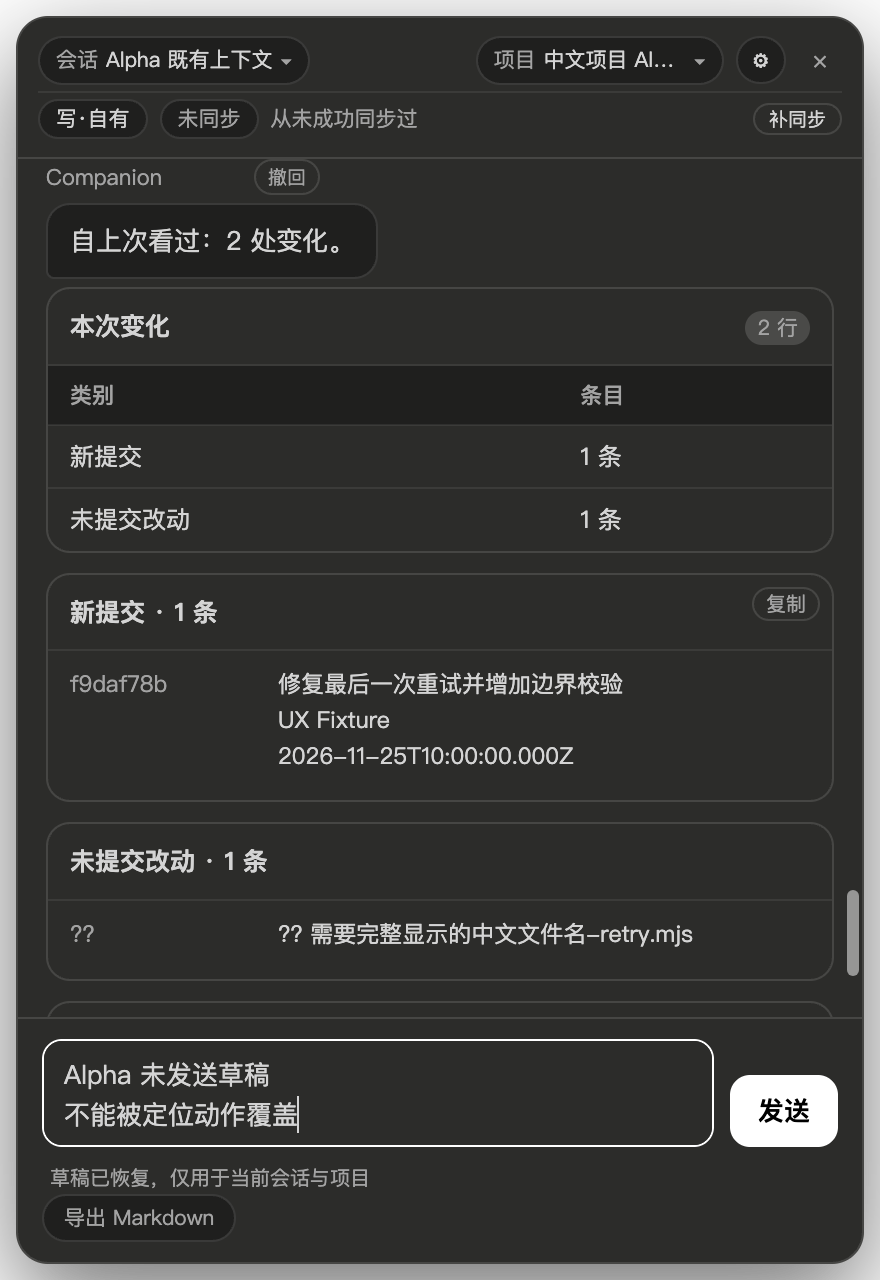 会话 Alpha 既有上下文
项目 中文项目 Al…
写·自有 未同步 从未成功同步过 补同步
Companion 撤回
自上次看过：2 处变化。
本次变化 2 行
类别 条目
新提交 1 条
未提交改动 1 条
新提交 · 1 条 复制
f9daf78b 修复最后一次重试并增加边界校验
UX Fixture
2026-11-25T10:00:00.000Z
未提交改动 · 1 条
?? ?? 需要完整显示的中文文件名-retry.mjs
Alpha 未发送草稿
不能被定位动作覆盖
发送
草稿已恢复，仅用于当前会话与项目
导出 Markdown